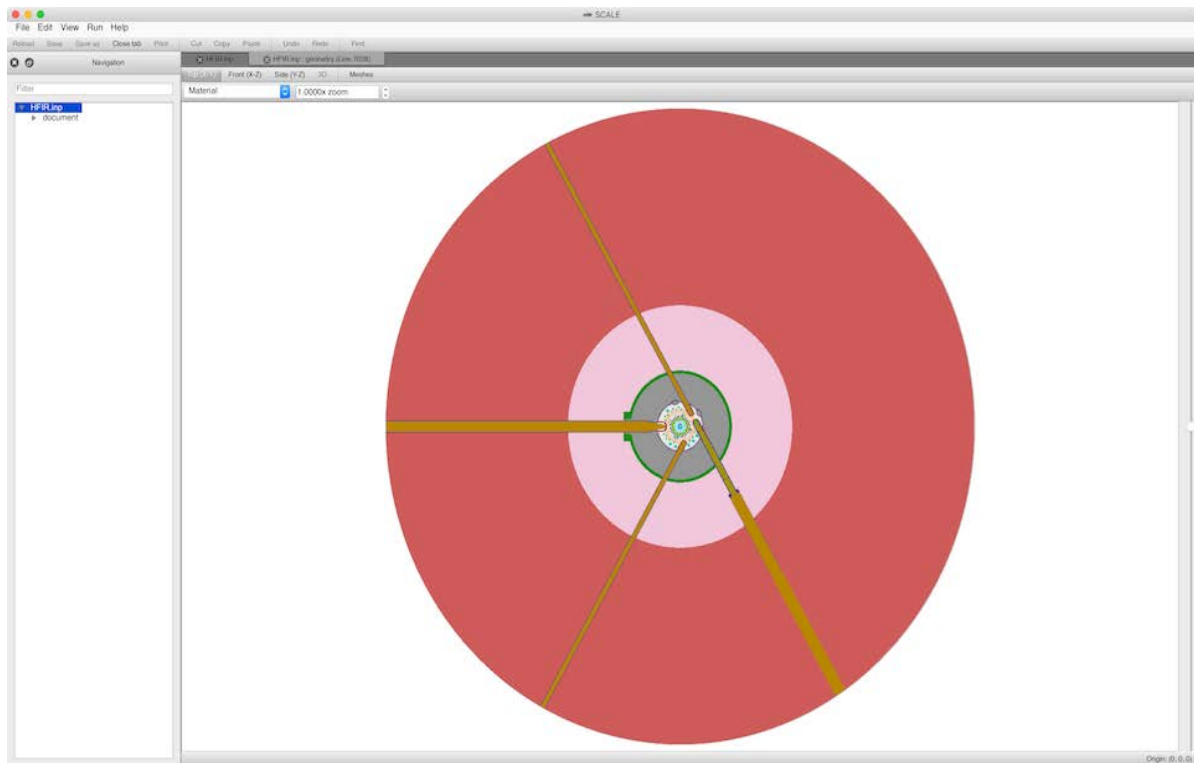 SCALE
File Edit View Run Help
Reload Save Save as Close tab Print Cut Copy Paste Undo Redo Find
Navigation HFIR.inp HFIR.inp : geometry
Front (X-Z) Side (Y-Z) 3D Meshes
Filter
Material 1.0000x zoom
HFIR.inp
document
Origin: (0, 0, 0)